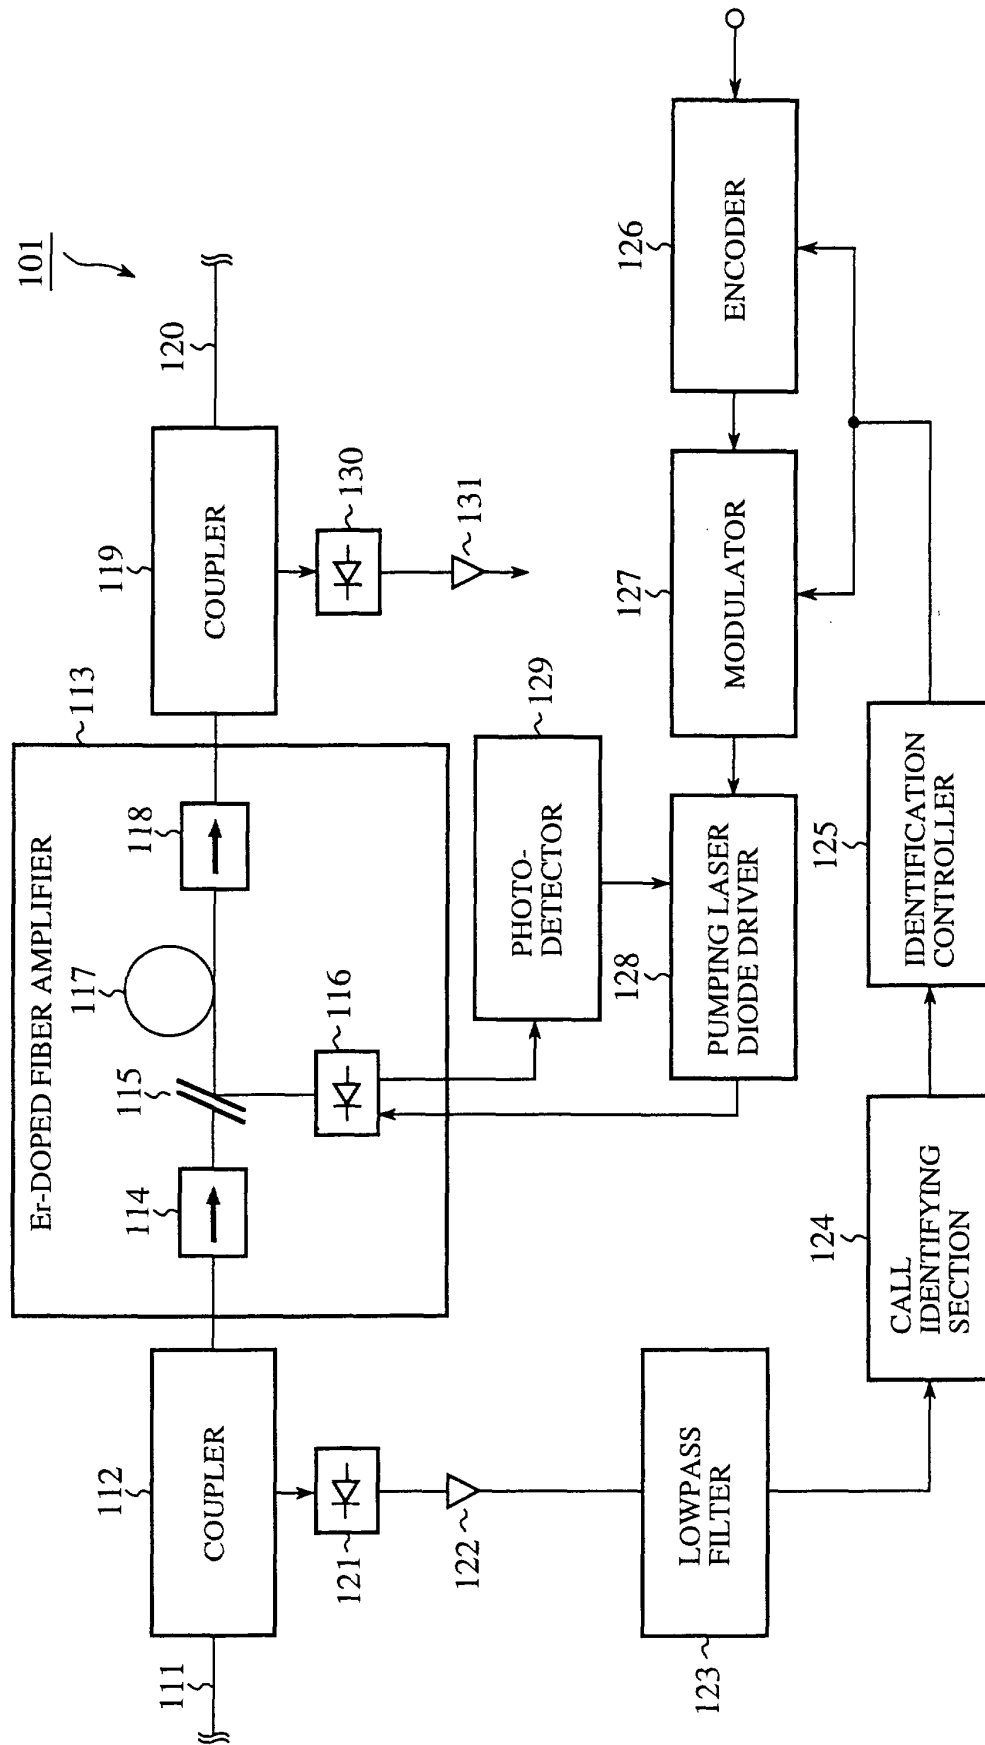 101
Er-DOPED FIBER AMPLIFIER
113
111
112
COUPLER
114
115
116
117
118
119
COUPLER
120
121
122
130
131
129
PHOTO-
DETECTOR
123
LOWPASS
FILTER
128
PUMPING LASER
DIODE DRIVER
127
MODULATOR
126
ENCODER
124
CALL
IDENTIFYING
SECTION
125
IDENTIFICATION
CONTROLLER